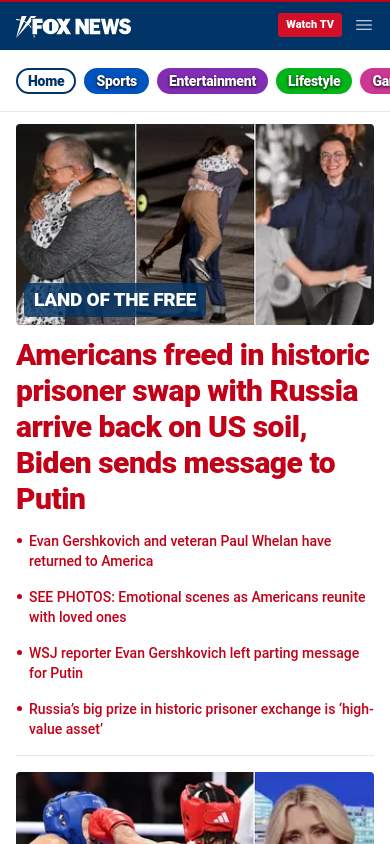 FOX NEWS
Watch TV
Home
Sports
Entertainment
Lifestyle
LAND OF THE FREE
Americans freed in historic
prisoner swap with Russia
arrive back on US soil,
Biden sends message to
Putin
• Evan Gershkovich and veteran Paul Whelan have
returned to America
• SEE PHOTOS: Emotional scenes as Americans reunite
with loved ones
• WSJ reporter Evan Gershkovich left parting message
for Putin
• Russia’s big prize in historic prisoner exchange is ‘high-
value asset’